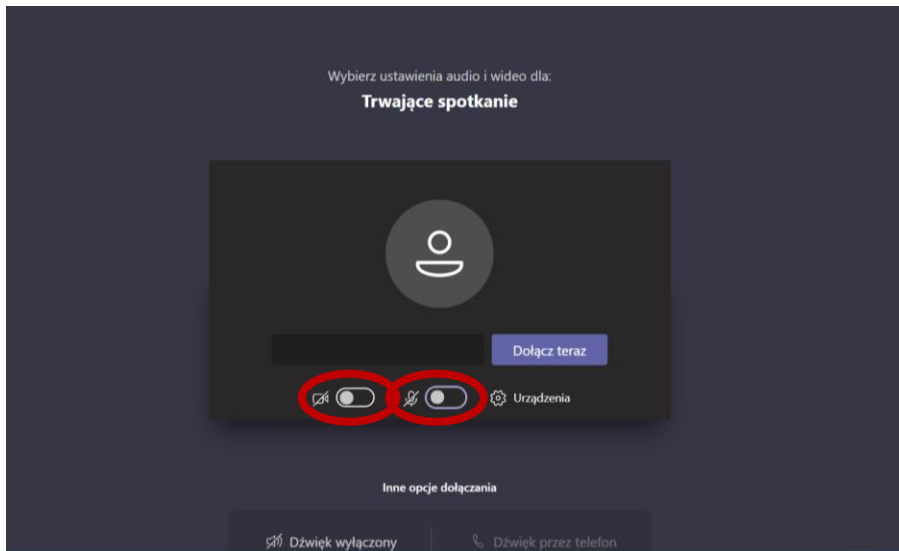 Wybierz ustawienia audio i wideo dla:
Trwające spotkanie
Dołącz teraz
Urządzenia
Inne opcje dołączania
Dźwięk wyłączony
Dźwięk przez telefon